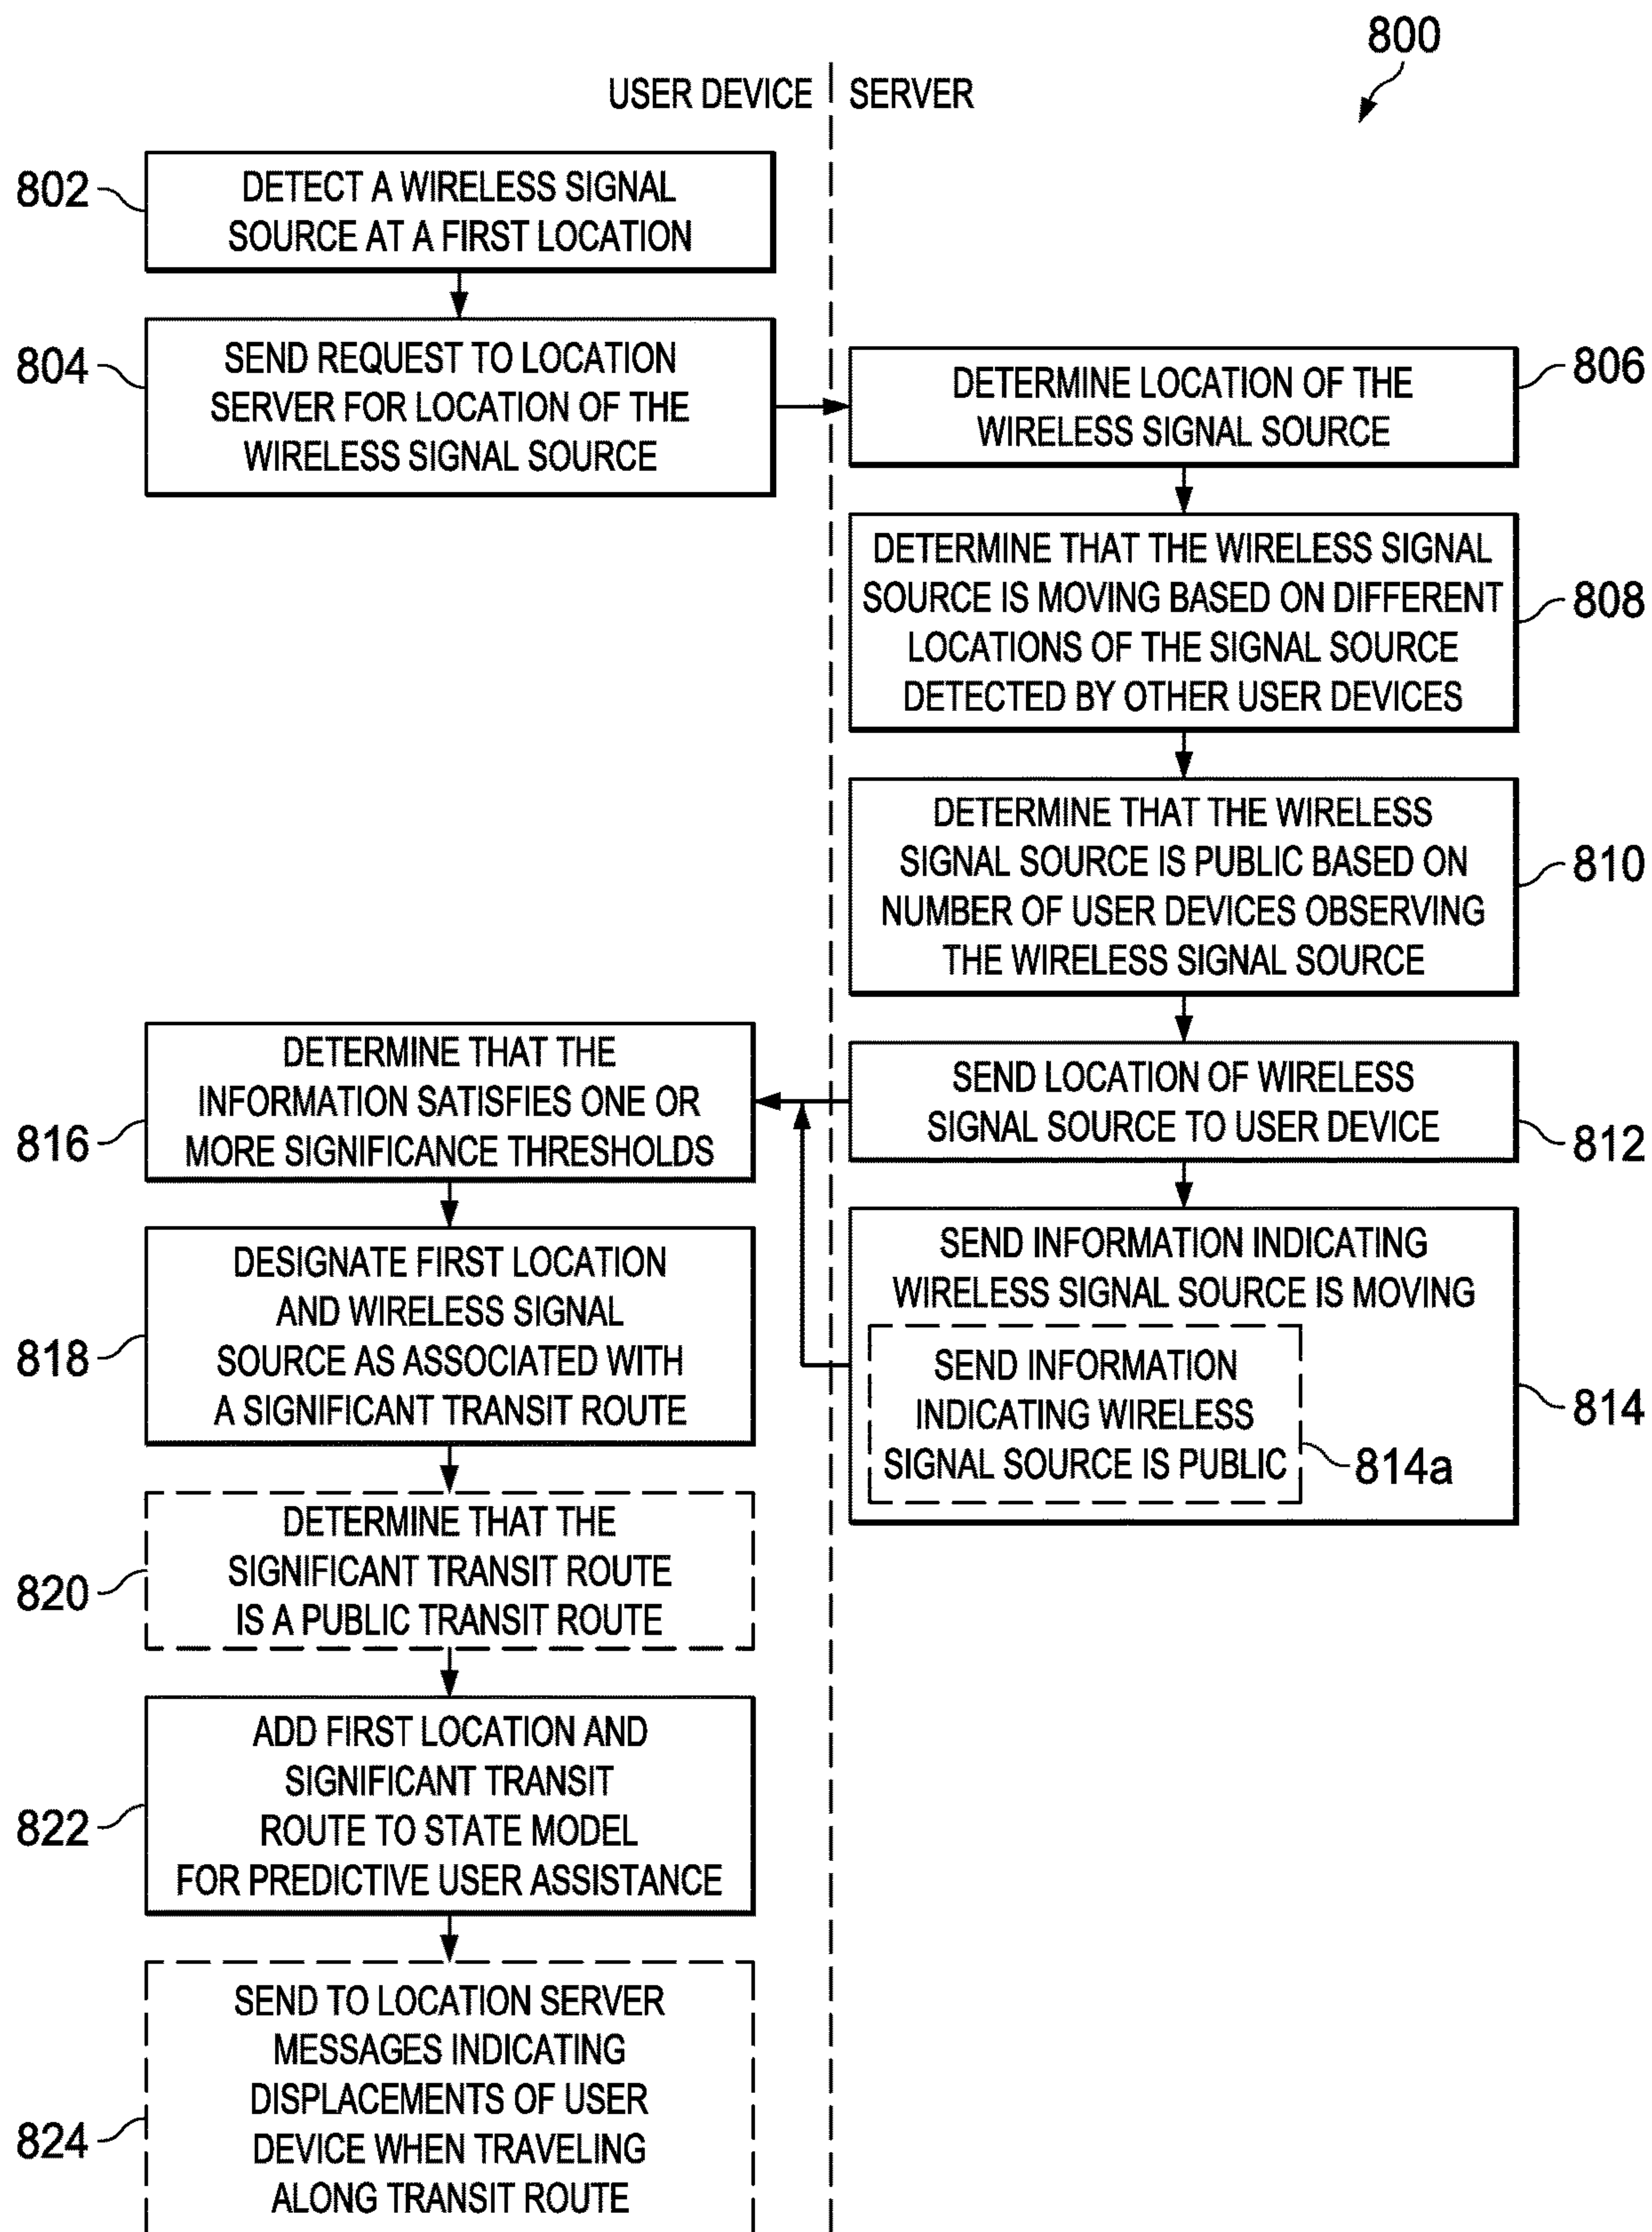 800
USER DEVICE
SERVER
802
DETECT A WIRELESS SIGNAL
SOURCE AT A FIRST LOCATION
804
SEND REQUEST TO LOCATION
SERVER FOR LOCATION OF THE
WIRELESS SIGNAL SOURCE
806
DETERMINE LOCATION OF THE
WIRELESS SIGNAL SOURCE
808
DETERMINE THAT THE WIRELESS SIGNAL
SOURCE IS MOVING BASED ON DIFFERENT
LOCATIONS OF THE SIGNAL SOURCE
DETECTED BY OTHER USER DEVICES
810
DETERMINE THAT THE WIRELESS
SIGNAL SOURCE IS PUBLIC BASED ON
NUMBER OF USER DEVICES OBSERVING
THE WIRELESS SIGNAL SOURCE
812
SEND LOCATION OF WIRELESS
SIGNAL SOURCE TO USER DEVICE
814
SEND INFORMATION INDICATING
WIRELESS SIGNAL SOURCE IS MOVING
SEND INFORMATION
INDICATING WIRELESS
SIGNAL SOURCE IS PUBLIC
814a
816
DETERMINE THAT THE
INFORMATION SATISFIES ONE OR
MORE SIGNIFICANCE THRESHOLDS
818
DESIGNATE FIRST LOCATION
AND WIRELESS SIGNAL
SOURCE AS ASSOCIATED WITH
A SIGNIFICANT TRANSIT ROUTE
820
DETERMINE THAT THE
SIGNIFICANT TRANSIT ROUTE
IS A PUBLIC TRANSIT ROUTE
822
ADD FIRST LOCATION AND
SIGNIFICANT TRANSIT
ROUTE TO STATE MODEL
FOR PREDICTIVE USER ASSISTANCE
824
SEND TO LOCATION SERVER
MESSAGES INDICATING
DISPLACEMENTS OF USER
DEVICE WHEN TRAVELING
ALONG TRANSIT ROUTE